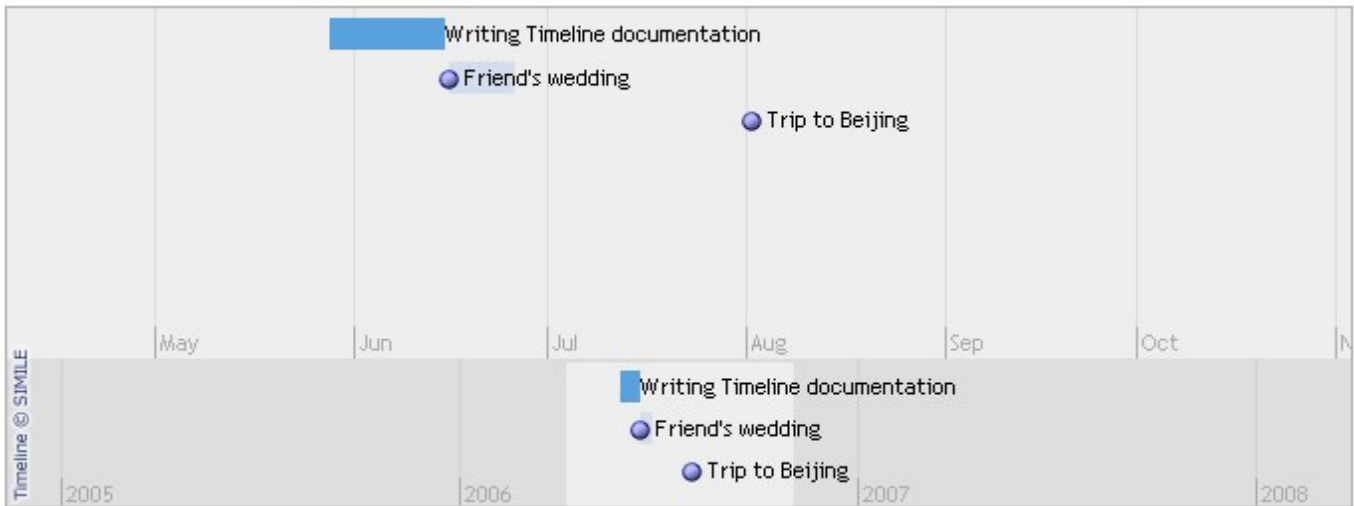 Writing Timeline documentation
Friend's wedding
Trip to Beijing
May Jun Jul Aug Sep Oct N
Timeline © SIMILE
Writing Timeline documentation
Friend's wedding
Trip to Beijing
2005 2006 2007 2008